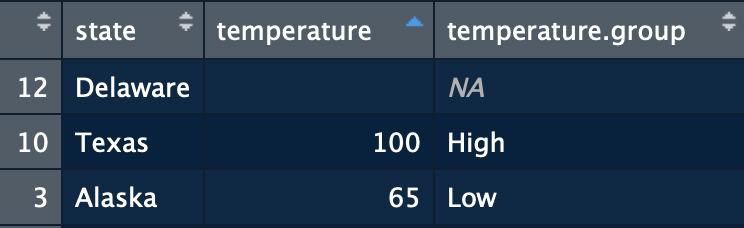 state temperature temperature.group
12 Delaware NA
10 Texas 100 High
3 Alaska 65 Low